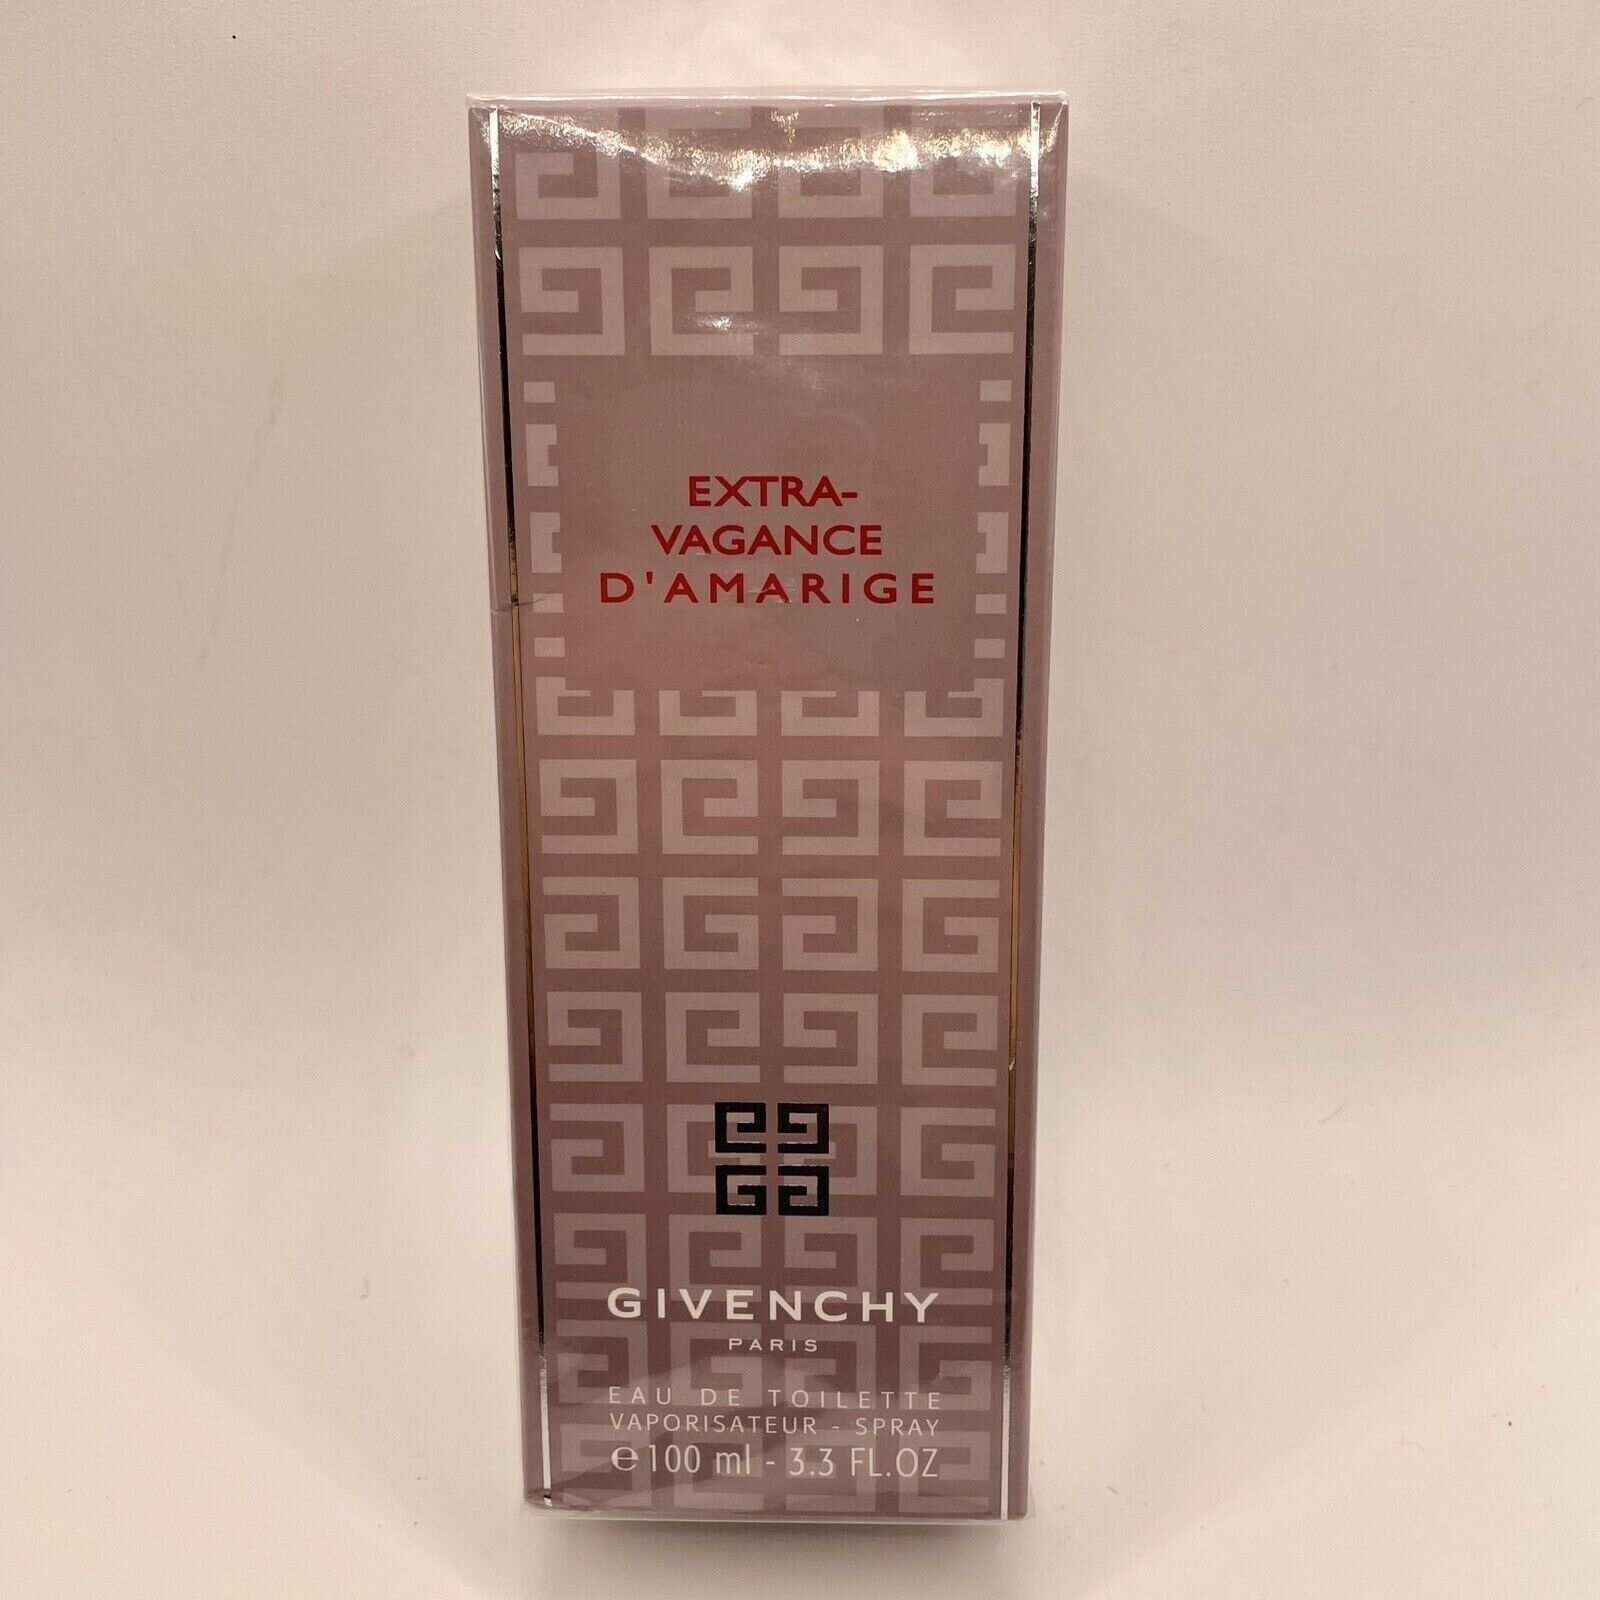 EXTRA-
VAGANCE
D'AMARIGE
GIVENCHY
PARIS
EAU DE TOILETTE
VAPORISATEUR - SPRAY
℮100 ml - 3.3 FL.OZ